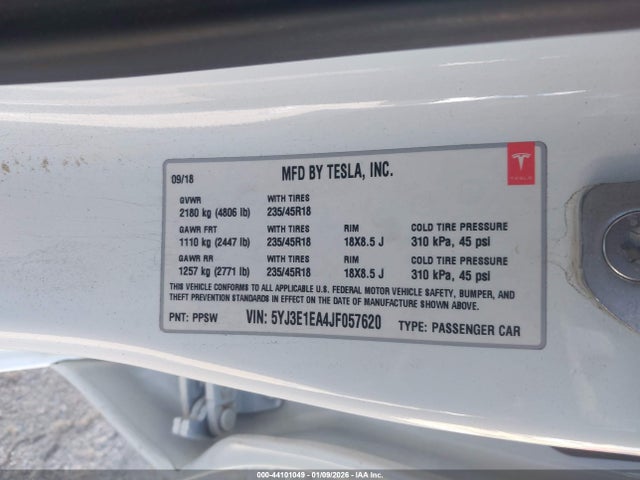 09/18 MFD BY TESLA, INC.
TESLA
GVWR WITH TIRES
2180 kg (4806 lb) 235/45R18
GAWR FRT WITH TIRES RIM COLD TIRE PRESSURE
1110 kg (2447 lb) 235/45R18 18X8.5 J 310 kPa, 45 psi
GAWR RR WITH TIRES RIM COLD TIRE PRESSURE
1257 kg (2771 lb) 235/45R18 18X8.5 J 310 kPa, 45 psi
THIS VEHICLE CONFORMS TO ALL APPLICABLE U.S. FEDERAL MOTOR VEHICLE SAFETY, BUMPER, AND
THEFT PREVENTION STANDARDS IN EFFECT ON THE DATE OF MANUFACTURE SHOWN ABOVE.
PNT: PPSW VIN: 5YJ3E1EA4JF057620 TYPE: PASSENGER CAR
000-44101049 - 01/09/2026 - IAA Inc.